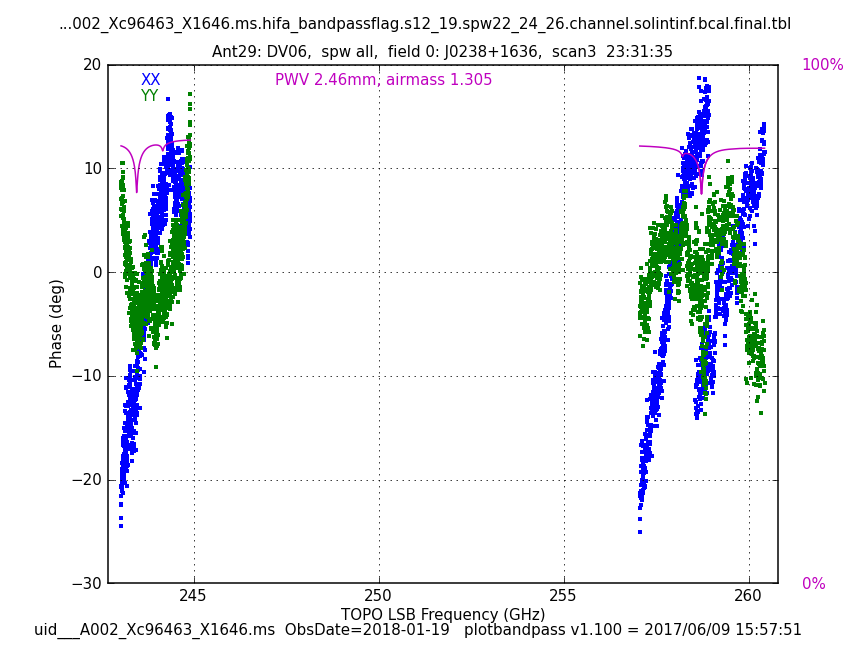 ...002_Xc96463_X1646.ms.hifa_bandpassflag.s12_19.spw22_24_26.channel.solintinf.bcal.final.tbl
Ant29: DV06,  spw all,  field 0: J0238+1636,  scan3  23:31:35
20
XX
YY
PWV 2.46mm, airmass 1.305
100%
10
0
Phase (deg)
−10
−20
−30
0%
245
250
255
260
TOPO LSB Frequency (GHz)
uid___A002_Xc96463_X1646.ms  ObsDate=2018-01-19   plotbandpass v1.100 = 2017/06/09 15:57:51